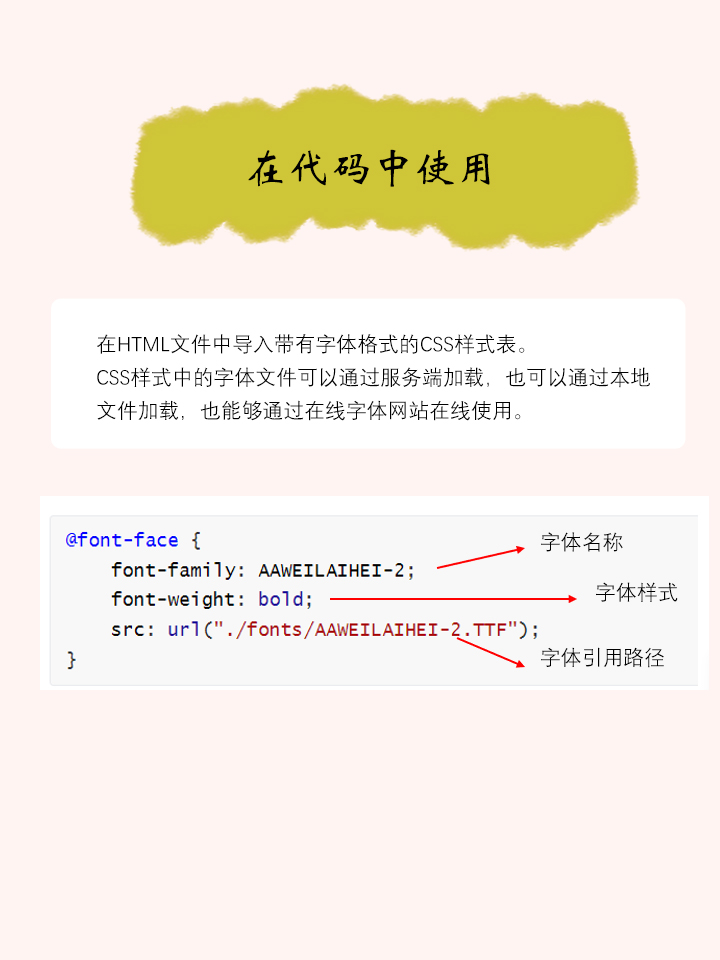 在代码中使用
在HTML文件中导入带有字体格式的CSS样式表。
CSS样式中的字体文件可以通过服务端加载，也可以通过本地
文件加载，也能够通过在线字体网站在线使用。
@font-face {
字体名称
font-family: AAWEILAIHEI-2;
字体样式
font-weight: bold;
src: url("./fonts/AAWEILAIHEI-2.TTF");
字体引用路径
}